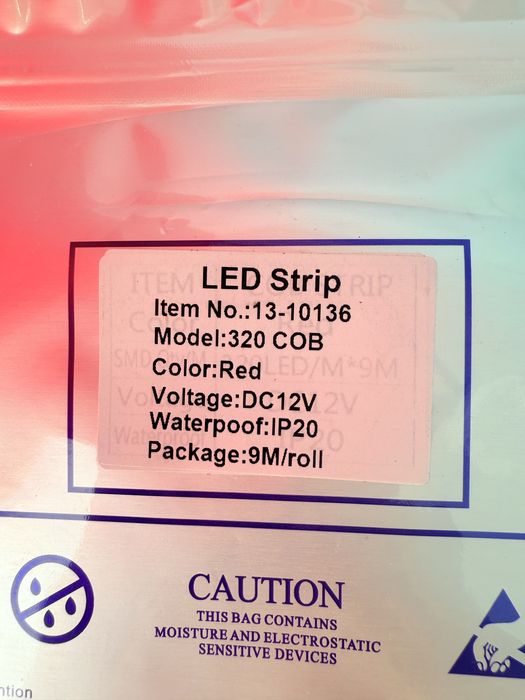 LED Strip
Item No.:13-10136
Model:320 COB
Color:Red
Voltage:DC12V
Waterpoof:IP20
Package:9M/roll
CAUTION
THIS BAG CONTAINS
MOISTURE AND ELECTROSTATIC
SENSITIVE DEVICES